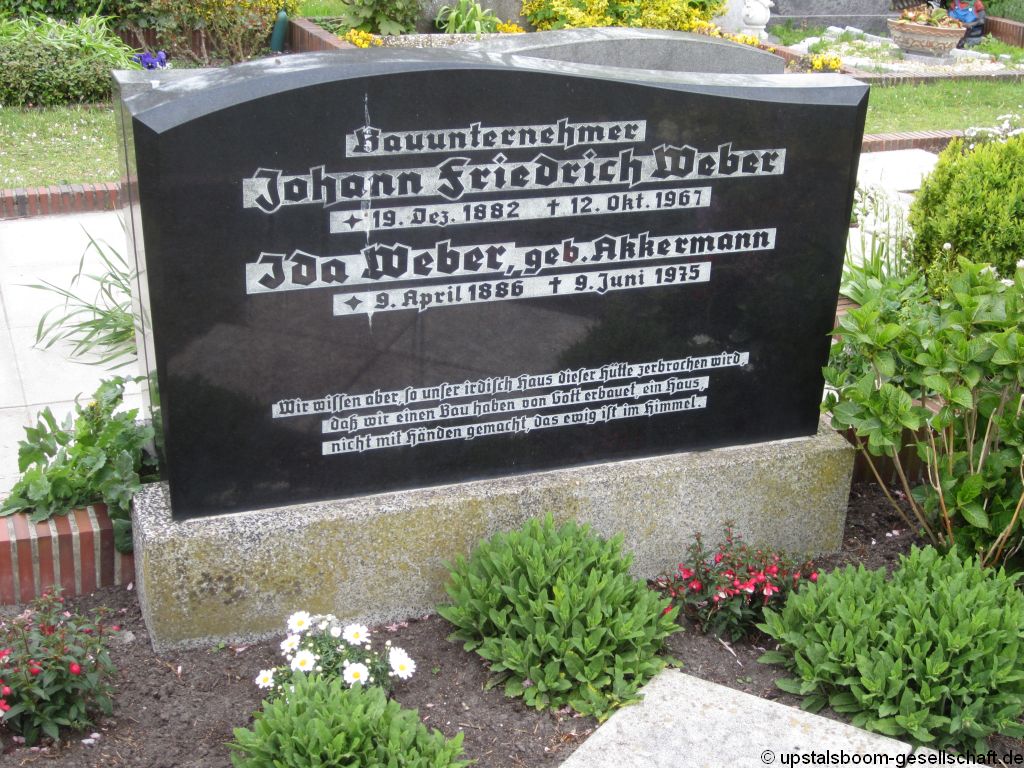 Bauunternehmer
Johann Friedrich Weber
✦ 19. Dez. 1882 ✝ 12. Okt. 1967
Ida Weber, geb. Akkermann
✦ 9. April 1886 ✝ 9. Juni 1975
Wir wissen aber, so unser irdisch Haus dieser Hütte zerbrochen wird,
daß wir einen Bau haben von Gott erbauet, ein Haus,
nicht mit Händen gemacht, das ewig ist im Himmel.
© upstalsboom-gesellschaft.de